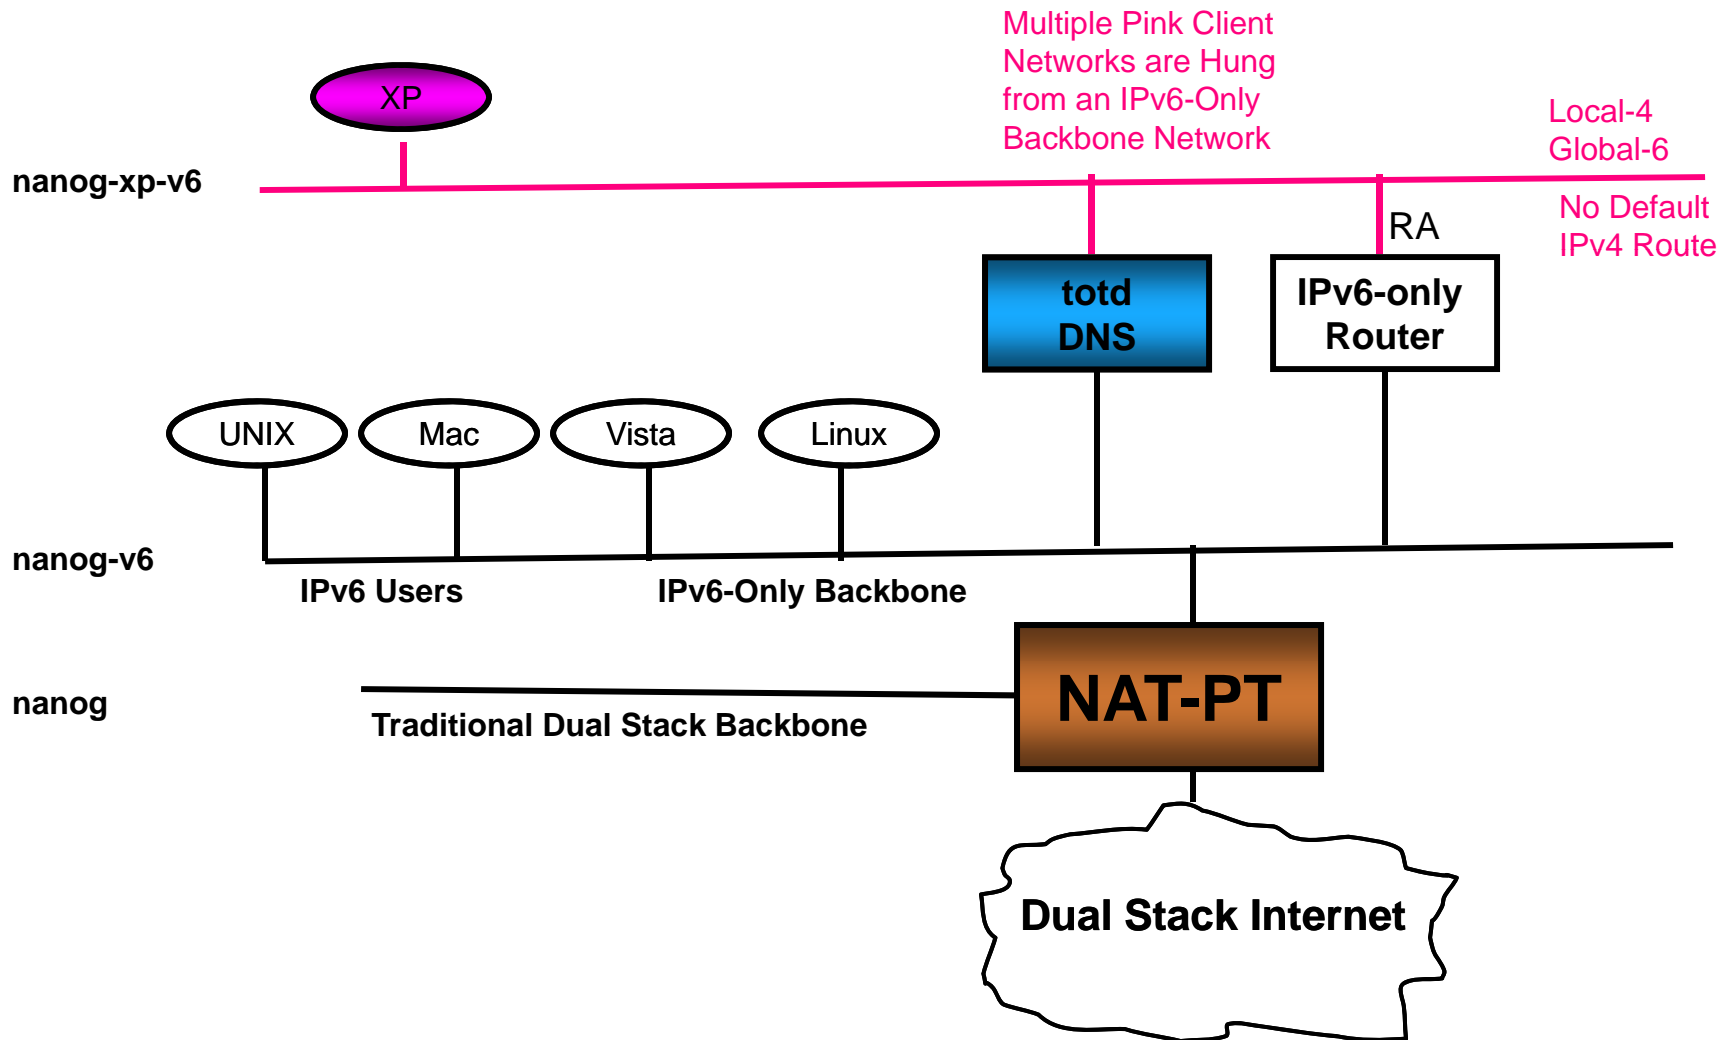 Multiple Pink Client
Networks are Hung
from an IPv6-Only
Backbone Network
XP
Local-4
Global-6
nanog-xp-v6
No Default
IPv4 Route
RA
totd
DNS
IPv6-only
Router
UNIX
Mac
Vista
Linux
nanog-v6
IPv6 Users
IPv6-Only Backbone
nanog
Traditional Dual Stack Backbone
NAT-PT
Dual Stack Internet